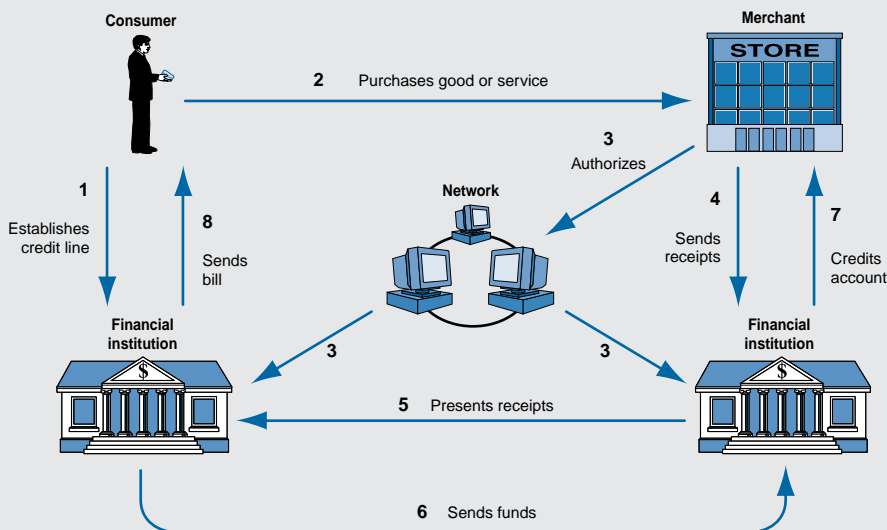 Consumer
Merchant
STORE
2 Purchases good or service
3
Authorizes
1
Establishes
credit line
8
Sends
bill
Network
4
Sends
receipts
7
Credits
account
Financial
institution
$
3
3
Financial
institution
$
5 Presents receipts
6 Sends funds